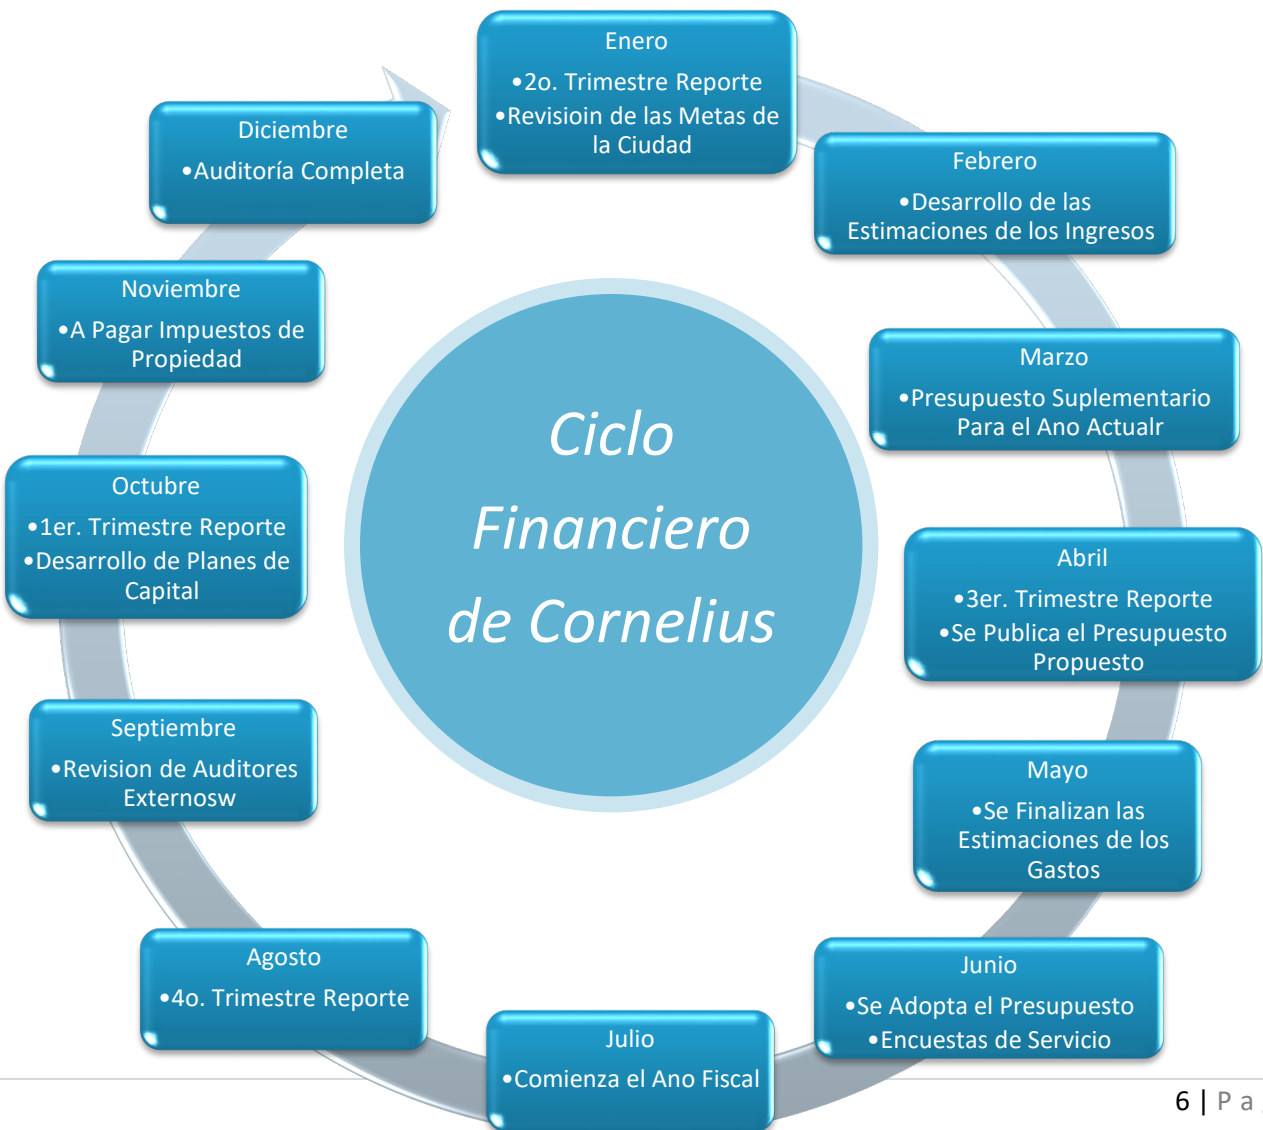 Enero
•2o. Trimestre Reporte
•Revisioin de las Metas de
la Ciudad
Febrero
•Desarrollo de las
Estimaciones de los Ingresos
Marzo
•Presupuesto Suplementario
Para el Ano Actualr
Abril
•3er. Trimestre Reporte
•Se Publica el Presupuesto
Propuesto
Mayo
•Se Finalizan las
Estimaciones de los
Gastos
Junio
•Se Adopta el Presupuesto
•Encuestas de Servicio
Julio
•Comienza el Ano Fiscal
Agosto
•4o. Trimestre Reporte
Septiembre
•Revision de Auditores
Externosw
Octubre
•1er. Trimestre Reporte
•Desarrollo de Planes de
Capital
Noviembre
•A Pagar Impuestos de
Propiedad
Diciembre
•Auditoría Completa
Ciclo
Financiero
de Cornelius
6 | P a